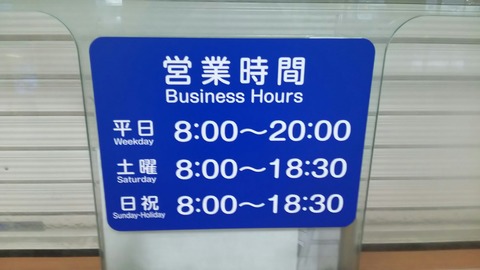 営業時間
Business Hours
平日 8:00〜20:00
Weekday
土曜 8:00〜18:30
Saturday
日祝 8:00〜18:30
Sunday-Holiday